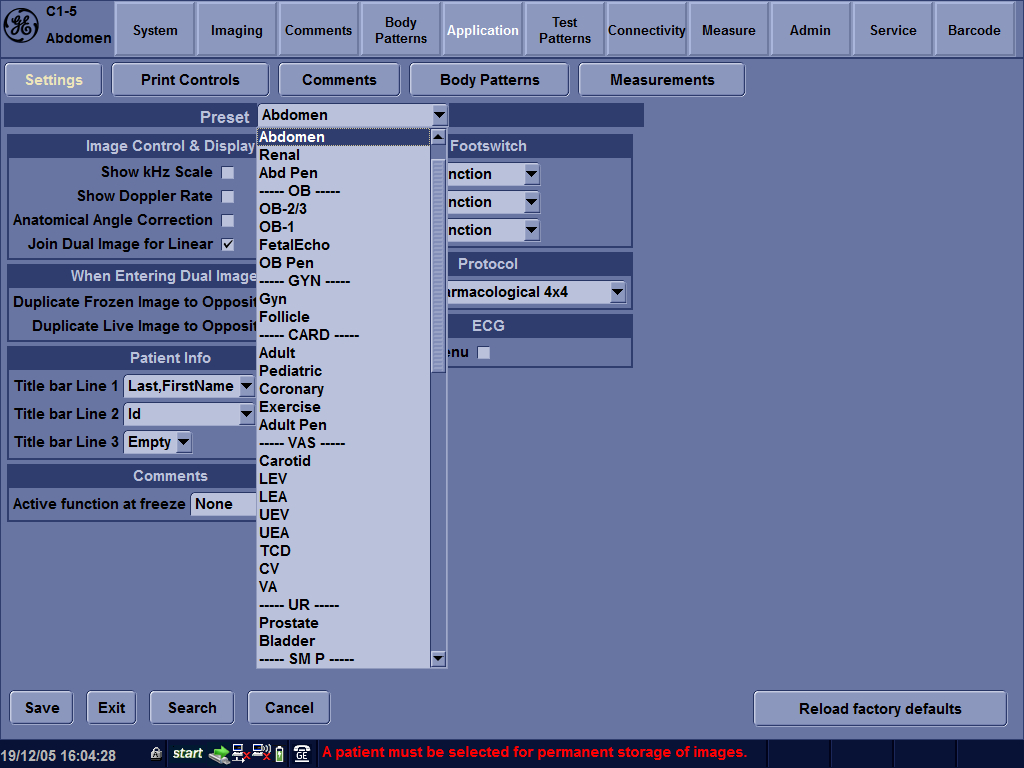 C1-5
Abdomen
System
Imaging
Comments
Body
Patterns
Application
Test
Patterns
Connectivity
Measure
Admin
Service
Barcode
Settings
Print Controls
Comments
Body Patterns
Measurements
Preset
Abdomen
Image Control & Display
Show kHz Scale
Show Doppler Rate
Anatomical Angle Correction
Join Dual Image for Linear
When Entering Dual Image
Duplicate Frozen Image to Opposit
Duplicate Live Image to Opposit
Patient Info
Title bar Line 1 Last,FirstName
Title bar Line 2 Id
Title bar Line 3 Empty
Comments
Active function at freeze None
Abdomen
Renal
Abd Pen
----- OB -----
OB-2/3
OB-1
FetalEcho
OB Pen
----- GYN -----
Gyn
Follicle
----- CARD -----
Adult
Pediatric
Coronary
Exercise
Adult Pen
----- VAS -----
Carotid
LEV
LEA
UEV
UEA
TCD
CV
VA
----- UR -----
Prostate
Bladder
----- SM P -----
Footswitch
nction
nction
nction
Protocol
rmacological 4x4
ECG
enu
Save
Exit
Search
Cancel
Reload factory defaults
19/12/05 16:04:28
start
GE
A patient must be selected for permanent storage of images.